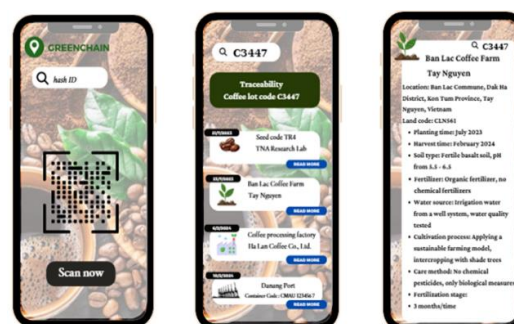 GREENCHAIN
hash ID
Scan now
C3447
Traceability
Coffee lot code C3447
Seed code TR4
TNA Research Lab
READ MORE
Ban Lac Coffee Farm
Tay Nguyen
READ MORE
Coffee processing factory
Ha Lan Coffee Co., Ltd.
READ MORE
Danang Port
Container Code: CMAU 1234567
READ MORE
C3447
Ban Lac Coffee Farm
Tay Nguyen
Location: Ban Lac Commune, Dak Ha
District, Kon Tum Province, Tay
Nguyen, Vietnam
Land code: CLN541
• Planting time: July 2023
• Harvest time: February 2024
• Soil type: Fertile basalt soil, pH
from 5.5 - 6.5
• Fertilizer: Organic fertilizer, no
chemical fertilizers
• Water source: Irrigation water
from a well system, water quality
tested
• Cultivation process: Applying a
sustainable farming model,
intercropping with shade trees
• Care method: No chemical
pesticides, only biological measures
• Fertilization stage:
• 3 months/time